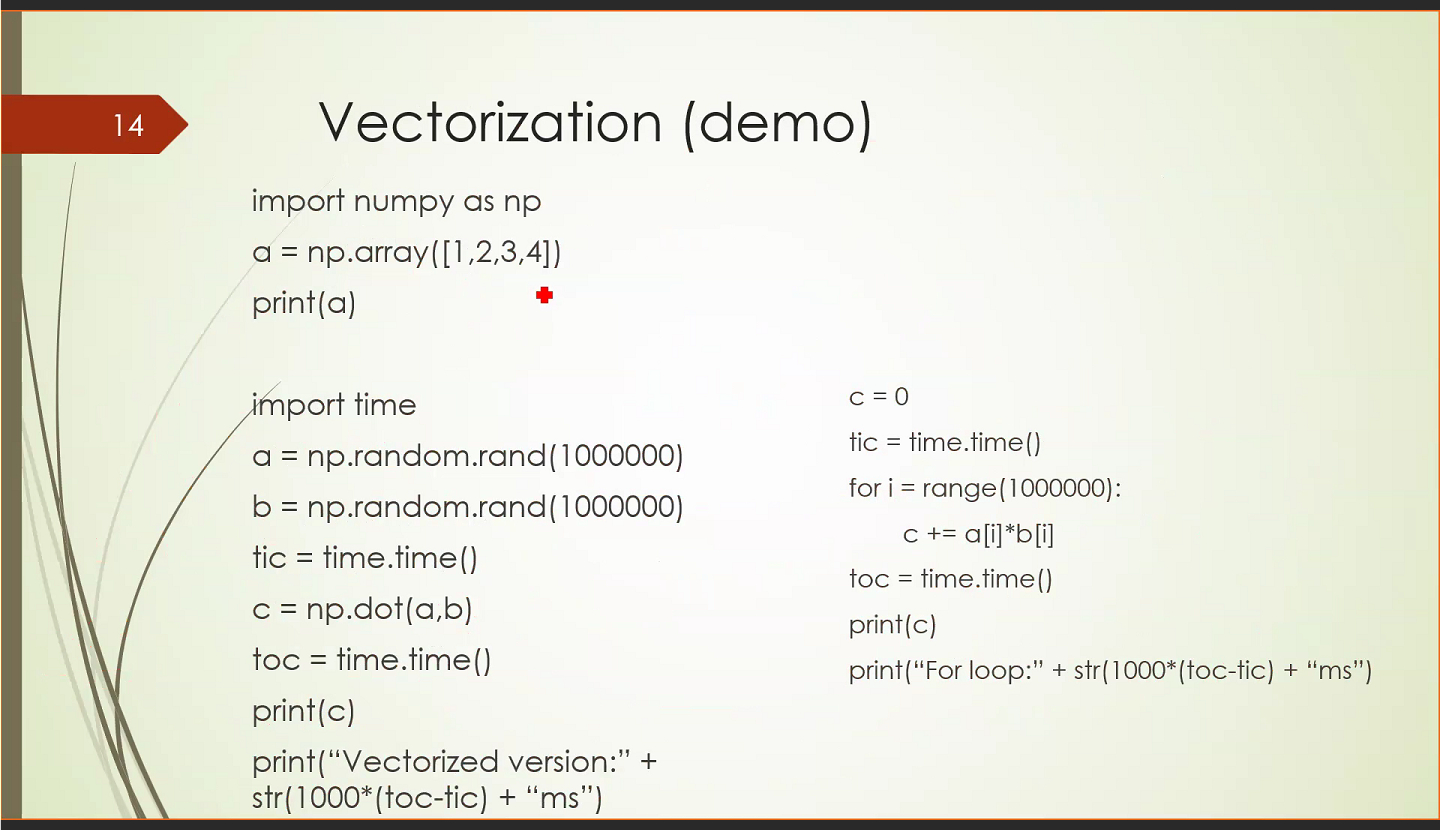 14
Vectorization (demo)
import numpy as np
a = np.array([1,2,3,4])
print(a)
import time
a = np.random.rand(1000000)
b = np.random.rand(1000000)
tic = time.time()
c = np.dot(a,b)
toc = time.time()
print(c)
print(“Vectorized version:” +
str(1000*(toc-tic) + “ms”)
c = 0
tic = time.time()
for i = range(1000000):
c += a[i]*b[i]
toc = time.time()
print(c)
print(“For loop:” + str(1000*(toc-tic) + “ms”)